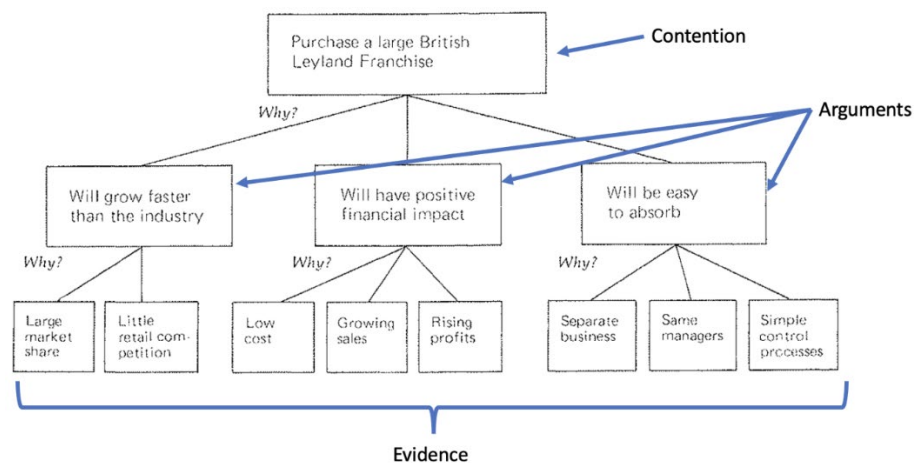 Purchase a large British
Leyland Franchise
Contention
Why?
Arguments
Will grow faster
than the industry
Will have positive
financial impact
Will be easy
to absorb
Why?
Why?
Why?
Large
market
share
Little
retail com-
petition
Low
cost
Growing
sales
Rising
profits
Separate
business
Same
managers
Simple
control
processes
Evidence